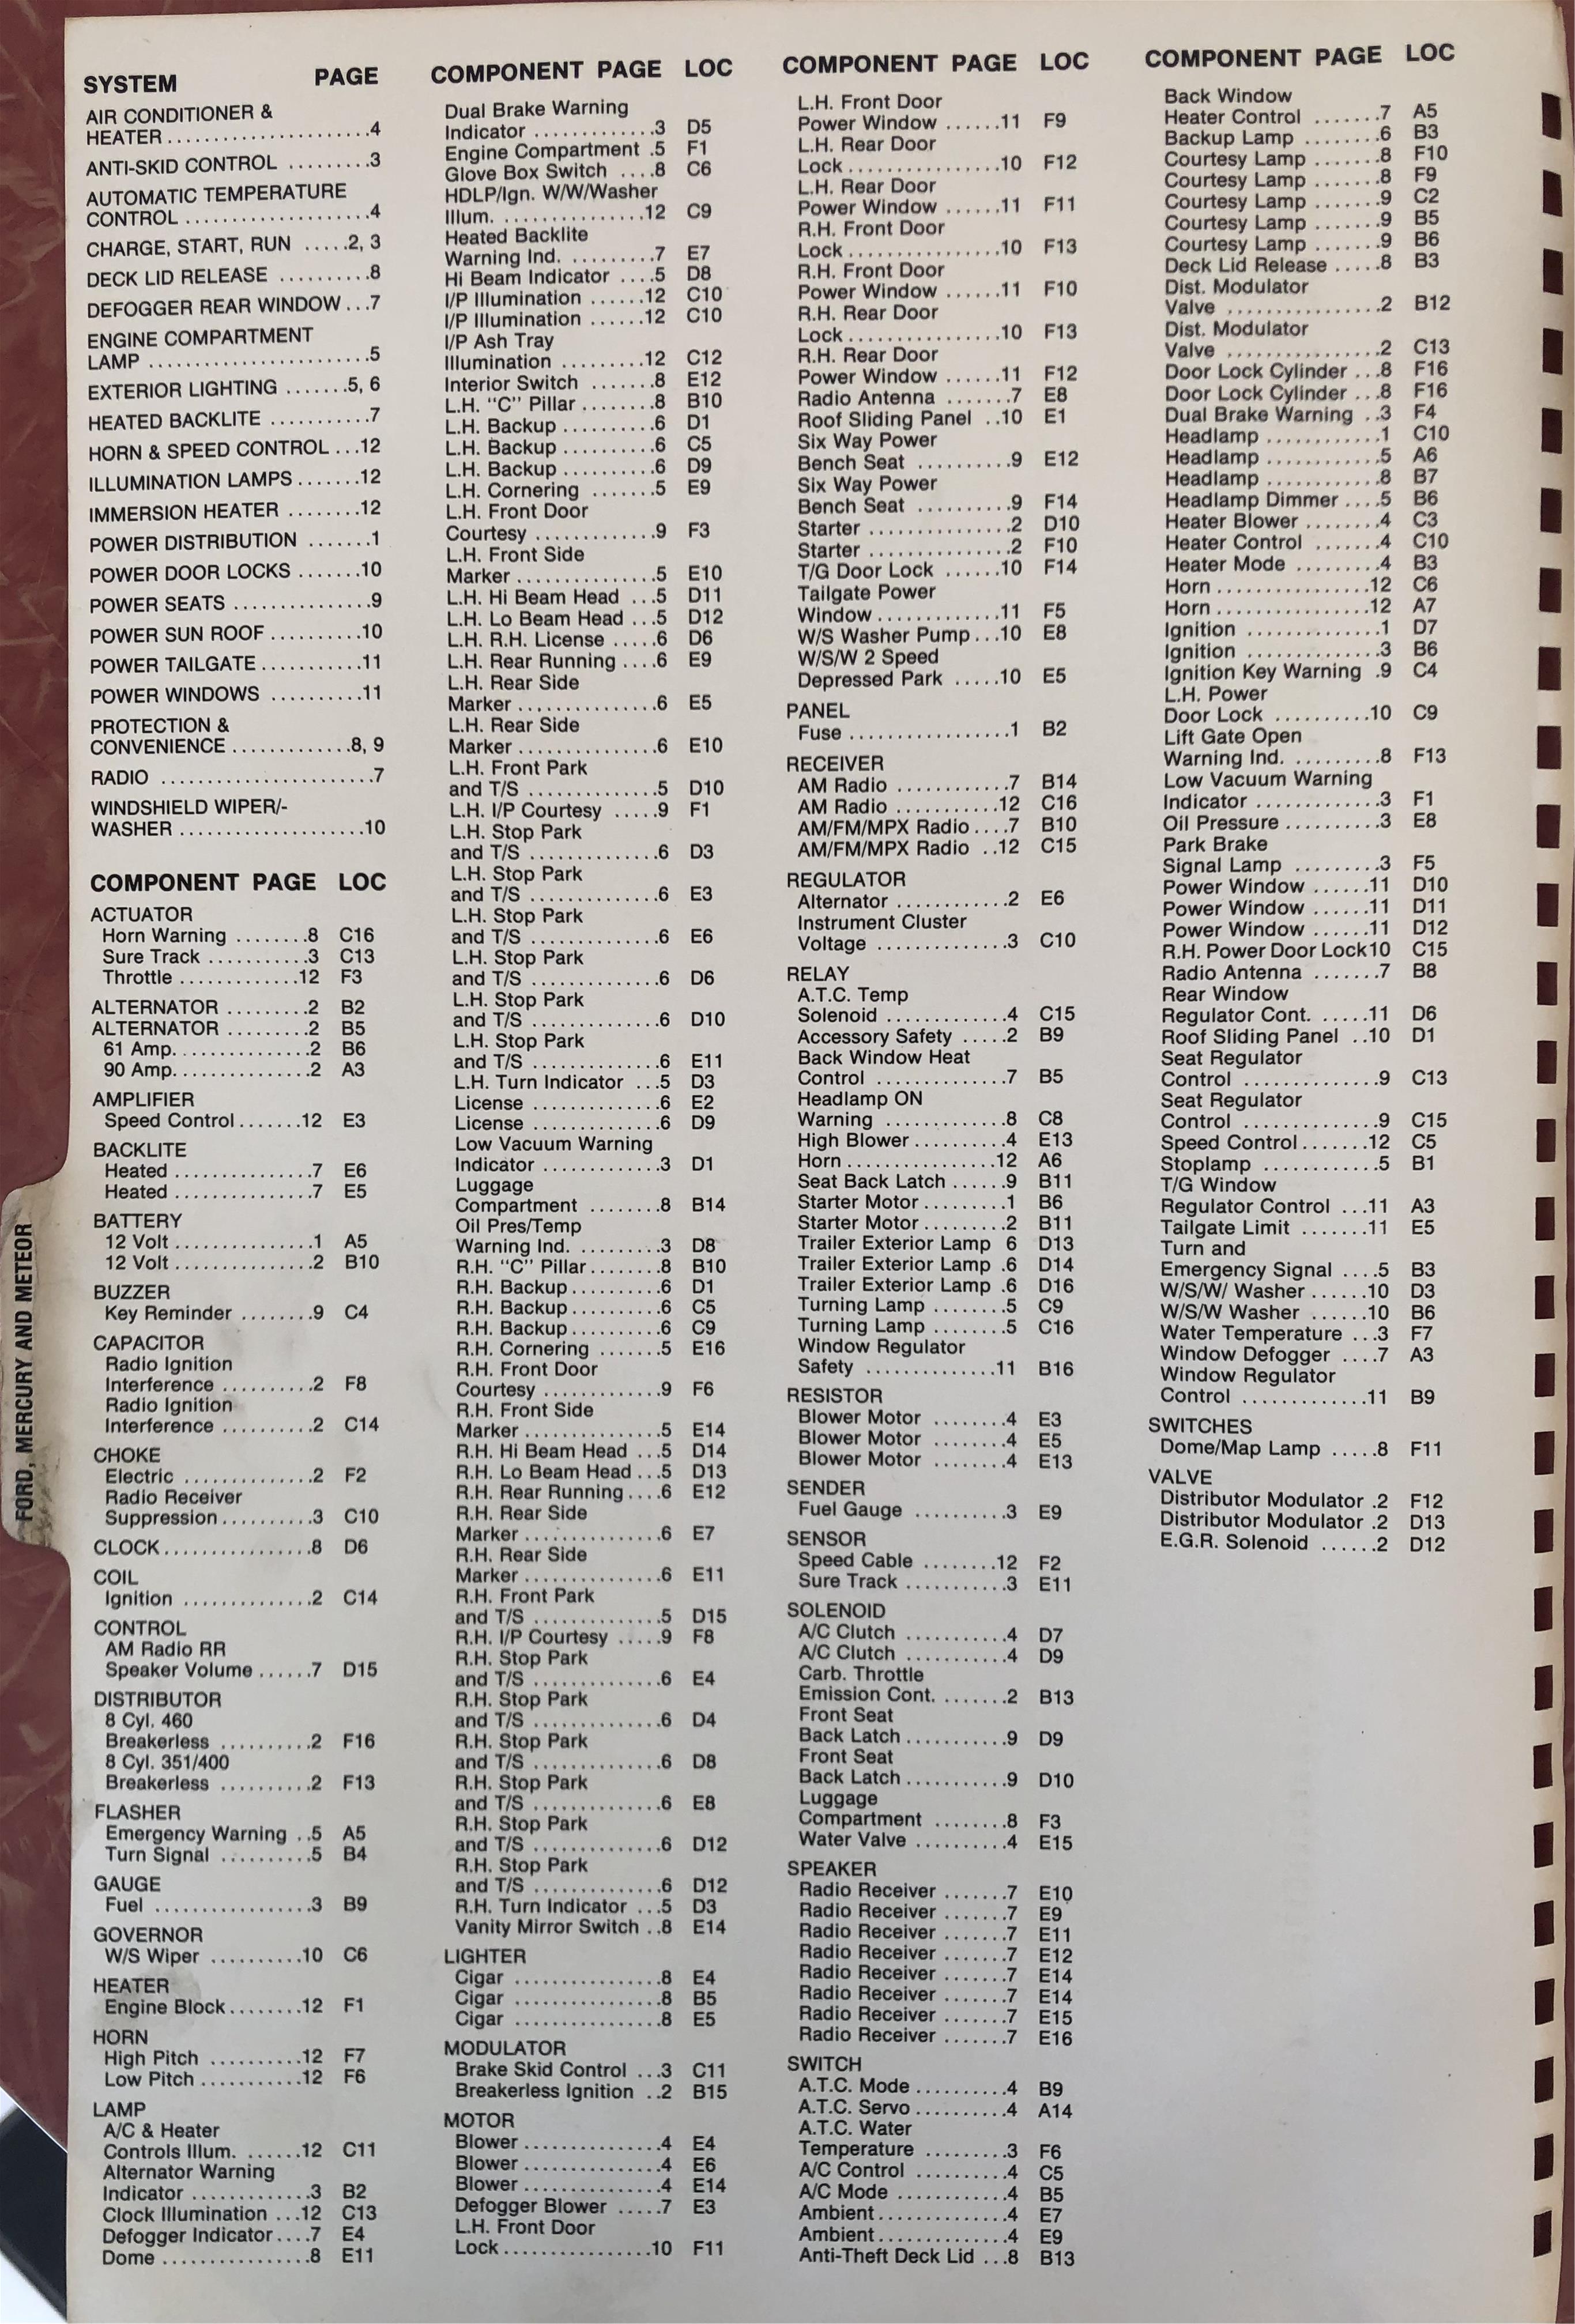 SYSTEM PAGE
AIR CONDITIONER &
HEATER ......................4
ANTI-SKID CONTROL .........3
AUTOMATIC TEMPERATURE
CONTROL ....................4
CHARGE, START, RUN .....2, 3
DECK LID RELEASE ..........8
DEFOGGER REAR WINDOW ...7
ENGINE COMPARTMENT
LAMP ........................5
EXTERIOR LIGHTING .......5, 6
HEATED BACKLITE ...........7
HORN & SPEED CONTROL ...12
ILLUMINATION LAMPS .......12
IMMERSION HEATER ........12
POWER DISTRIBUTION .......1
POWER DOOR LOCKS .......10
POWER SEATS ...............9
POWER SUN ROOF ..........10
POWER TAILGATE ...........11
POWER WINDOWS ..........11
PROTECTION &
CONVENIENCE .............8, 9
RADIO .......................7
WINDSHIELD WIPER/-
WASHER ....................10
COMPONENT PAGE LOC
ACTUATOR
Horn Warning ........8 C16
Sure Track ...........3 C13
Throttle .............12 F3
ALTERNATOR .........2 B2
ALTERNATOR .........2 B5
61 Amp...............2 B6
90 Amp...............2 A3
AMPLIFIER
Speed Control .......12 E3
BACKLITE
Heated ...............7 E6
Heated ...............7 E5
BATTERY
12 Volt ...............1 A5
12 Volt ...............2 B10
BUZZER
Key Reminder ........9 C4
CAPACITOR
Radio Ignition
Interference ..........2 F8
Radio Ignition
Interference ..........2 C14
CHOKE
Electric ..............2 F2
Radio Receiver
Suppression ..........3 C10
CLOCK ................8 D6
COIL
Ignition ..............2 C14
CONTROL
AM Radio RR
Speaker Volume ......7 D15
DISTRIBUTOR
8 Cyl. 460
Breakerless ..........2 F16
8 Cyl. 351/400
Breakerless ..........2 F13
FLASHER
Emergency Warning ..5 A5
Turn Signal ..........5 B4
GAUGE
Fuel .................3 B9
GOVERNOR
W/S Wiper ..........10 C6
HEATER
Engine Block ........12 F1
HORN
High Pitch ..........12 F7
Low Pitch ...........12 F6
LAMP
A/C & Heater
Controls Illum. ......12 C11
Alternator Warning
Indicator .............3 B2
Clock Illumination ...12 C13
Defogger Indicator ....7 E4
Dome ................8 E11
COMPONENT PAGE LOC
Dual Brake Warning
Indicator .............3 D5
Engine Compartment .5 F1
Glove Box Switch ....8 C6
HDLP/Ign. W/W/Washer
Illum. ...............12 C9
Heated Backlite
Warning Ind. .........7 E7
Hi Beam Indicator ....5 D8
I/P Illumination ......12 C10
I/P Illumination ......12 C10
I/P Ash Tray
Illumination .........12 C12
Interior Switch .......8 E12
L.H. "C" Pillar ........8 B10
L.H. Backup ..........6 D1
L.H. Backup ..........6 C5
L.H. Backup ..........6 D9
L.H. Cornering .......5 E9
L.H. Front Door
Courtesy .............9 F3
L.H. Front Side
Marker ...............5 E10
L.H. Hi Beam Head ...5 D11
L.H. Lo Beam Head ...5 D12
L.H. R.H. License .....6 D6
L.H. Rear Running ....6 E9
L.H. Rear Side
Marker ...............6 E5
L.H. Rear Side
Marker ...............6 E10
L.H. Front Park
and T/S ..............5 D10
L.H. I/P Courtesy .....9 F1
L.H. Stop Park
and T/S ..............6 D3
L.H. Stop Park
and T/S ..............6 E3
L.H. Stop Park
and T/S ..............6 E6
L.H. Stop Park
and T/S ..............6 D6
L.H. Stop Park
and T/S ..............6 D10
L.H. Stop Park
and T/S ..............6 E11
L.H. Turn Indicator ...5 D3
License ..............6 E2
License ..............6 D9
Low Vacuum Warning
Indicator .............3 D1
Luggage
Compartment ........8 B14
Oil Pres/Temp
Warning Ind. .........3 D8
R.H. "C" Pillar ........8 B10
R.H. Backup ..........6 D1
R.H. Backup ..........6 C5
R.H. Backup ..........6 C9
R.H. Cornering .......5 E16
R.H. Front Door
Courtesy .............9 F6
R.H. Front Side
Marker ...............5 E14
R.H. Hi Beam Head ...5 D14
R.H. Lo Beam Head ...5 D13
R.H. Rear Running ....6 E12
R.H. Rear Side
Marker ...............6 E7
R.H. Rear Side
Marker ...............6 E11
R.H. Front Park
and T/S ..............5 D15
R.H. I/P Courtesy .....9 F8
R.H. Stop Park
and T/S ..............6 E4
R.H. Stop Park
and T/S ..............6 D4
R.H. Stop Park
and T/S ..............6 D8
R.H. Stop Park
and T/S ..............6 E8
R.H. Stop Park
and T/S ..............6 D12
R.H. Stop Park
and T/S ..............6 D12
R.H. Turn Indicator ...5 D3
Vanity Mirror Switch ..8 E14
LIGHTER
Cigar ................8 E4
Cigar ................8 B5
Cigar ................8 E5
MODULATOR
Brake Skid Control ...3 C11
Breakerless Ignition ..2 B15
MOTOR
Blower ...............4 E4
Blower ...............4 E6
Blower ...............4 E14
Defogger Blower .....7 E3
L.H. Front Door
Lock ................10 F11
COMPONENT PAGE LOC
L.H. Front Door
Power Window ......11 F9
L.H. Rear Door
Lock ................10 F12
L.H. Rear Door
Power Window ......11 F11
R.H. Front Door
Lock ................10 F13
R.H. Front Door
Power Window ......11 F10
R.H. Rear Door
Lock ................10 F13
R.H. Rear Door
Power Window ......11 F12
Radio Antenna .......7 E8
Roof Sliding Panel ..10 E1
Six Way Power
Bench Seat ..........9 E12
Six Way Power
Bench Seat ..........9 F14
Starter ...............2 D10
Starter ...............2 F10
T/G Door Lock ......10 F14
Tailgate Power
Window .............11 F5
W/S Washer Pump ...10 E8
W/S/W 2 Speed
Depressed Park .....10 E5
PANEL
Fuse .................1 B2
RECEIVER
AM Radio ............7 B14
AM Radio ...........12 C16
AM/FM/MPX Radio ....7 B10
AM/FM/MPX Radio ..12 C15
REGULATOR
Alternator ............2 E6
Instrument Cluster
Voltage ..............3 C10
RELAY
A.T.C. Temp
Solenoid .............4 C15
Accessory Safety .....2 B9
Back Window Heat
Control ..............7 B5
Headlamp ON
Warning .............8 C8
High Blower ..........4 E13
Horn ................12 A6
Seat Back Latch ......9 B11
Starter Motor .........1 B6
Starter Motor .........2 B11
Trailer Exterior Lamp 6 D13
Trailer Exterior Lamp .6 D14
Trailer Exterior Lamp .6 D16
Turning Lamp ........5 C9
Turning Lamp ........5 C16
Window Regulator
Safety ..............11 B16
RESISTOR
Blower Motor ........4 E3
Blower Motor ........4 E5
Blower Motor ........4 E13
SENDER
Fuel Gauge ..........3 E9
SENSOR
Speed Cable ........12 F2
Sure Track ...........3 E11
SOLENOID
A/C Clutch ...........4 D7
A/C Clutch ...........4 D9
Carb. Throttle
Emission Cont. .......2 B13
Front Seat
Back Latch ...........9 D9
Front Seat
Back Latch ...........9 D10
Luggage
Compartment ........8 F3
Water Valve ..........4 E15
SPEAKER
Radio Receiver .......7 E10
Radio Receiver .......7 E9
Radio Receiver .......7 E11
Radio Receiver .......7 E12
Radio Receiver .......7 E14
Radio Receiver .......7 E14
Radio Receiver .......7 E15
Radio Receiver .......7 E16
SWITCH
A.T.C. Mode ..........4 B9
A.T.C. Servo ..........4 A14
A.T.C. Water
Temperature .........3 F6
A/C Control ..........4 C5
A/C Mode ............4 B5
Ambient ..............4 E7
Ambient ..............4 E9
Anti-Theft Deck Lid ...8 B13
COMPONENT PAGE LOC
Back Window
Heater Control .......7 A5
Backup Lamp ........6 B3
Courtesy Lamp .......8 F10
Courtesy Lamp .......8 F9
Courtesy Lamp .......9 C2
Courtesy Lamp .......9 B5
Courtesy Lamp .......9 B6
Deck Lid Release .....8 B3
Dist. Modulator
Valve ................2 B12
Dist. Modulator
Valve ................2 C13
Door Lock Cylinder ...8 F16
Door Lock Cylinder ...8 F16
Dual Brake Warning ..3 F4
Headlamp ............1 C10
Headlamp ............5 A6
Headlamp ............8 B7
Headlamp Dimmer ....5 B6
Heater Blower ........4 C3
Heater Control .......4 C10
Heater Mode .........4 B3
Horn ................12 C6
Horn ................12 A7
Ignition ..............1 D7
Ignition ..............3 B6
Ignition Key Warning .9 C4
L.H. Power
Door Lock ..........10 C9
Lift Gate Open
Warning Ind. .........8 F13
Low Vacuum Warning
Indicator .............3 F1
Oil Pressure ..........3 E8
Park Brake
Signal Lamp .........3 F5
Power Window ......11 D10
Power Window ......11 D11
Power Window ......11 D12
R.H. Power Door Lock10 C15
Radio Antenna .......7 B8
Rear Window
Regulator Cont. .....11 D6
Roof Sliding Panel ..10 D1
Seat Regulator
Control ..............9 C13
Seat Regulator
Control ..............9 C15
Speed Control .......12 C5
Stoplamp ............5 B1
T/G Window
Regulator Control ...11 A3
Tailgate Limit .......11 E5
Turn and
Emergency Signal ....5 B3
W/S/W/ Washer ......10 D3
W/S/W Washer ......10 B6
Water Temperature ...3 F7
Window Defogger ....7 A3
Window Regulator
Control .............11 B9
SWITCHES
Dome/Map Lamp .....8 F11
VALVE
Distributor Modulator .2 F12
Distributor Modulator .2 D13
E.G.R. Solenoid ......2 D12
FORD, MERCURY AND METEOR